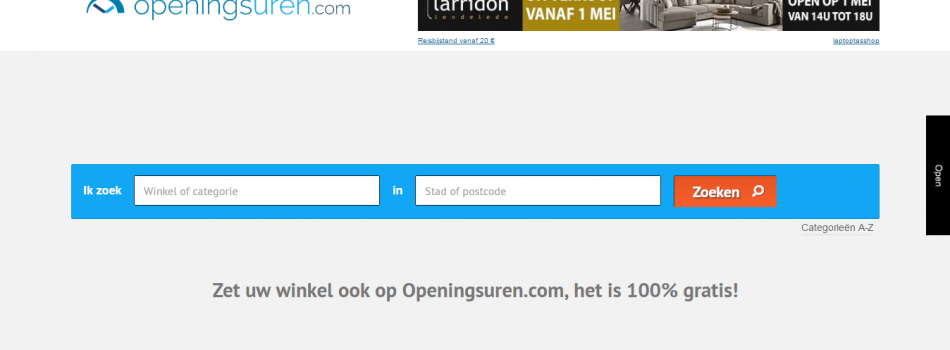 openingsuren.com
tarridon
lendelede
VANAF 1 MEI
OPEN OP 1 MEI
VAN 14U TOT 18U
Reisbijstand vanaf 20 €
laptoptasshop
Open
Ik zoek
Winkel of categorie
in
Stad of postcode
Zoeken
Categorieën A-Z
Zet uw winkel ook op Openingsuren.com, het is 100% gratis!